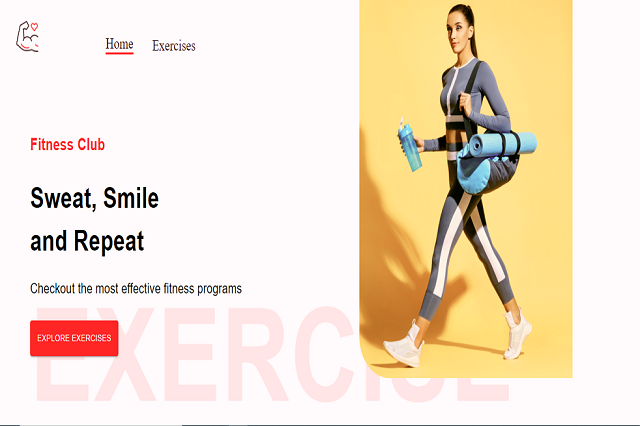 Home
Exercises
Fitness Club
Sweat, Smile
and Repeat
Checkout the most effective fitness programs
EXPLORE EXERCISES
EXERCISE